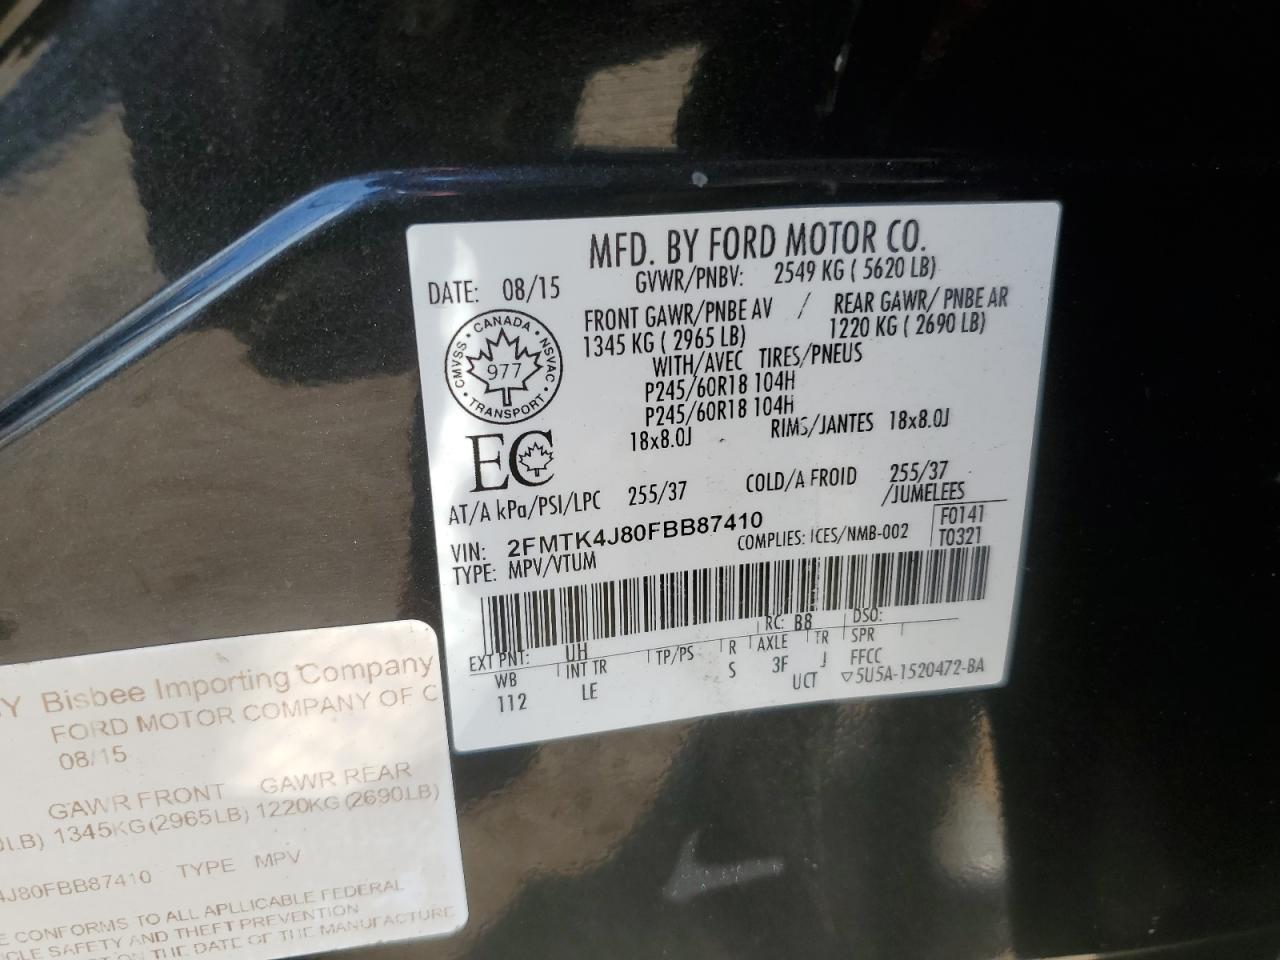 MFD. BY FORD MOTOR CO.
DATE: 08/15 GVWR/PNBV: 2549 KG ( 5620 LB)
FRONT GAWR/PNBE AV / REAR GAWR/ PNBE AR
1345 KG ( 2965 LB) 1220 KG ( 2690 LB)
WITH/AVEC TIRES/PNEUS
P245/60R18 104H
P245/60R18 104H
18x8.0J RIMS/JANTES 18x8.0J
CANADA · NSVAC · TRANSPORT · CMVSS ·
977
EC
AT/A kPa/PSI/LPC 255/37 COLD/A FROID 255/37
/JUMELEES
VIN: 2FMTK4J80FBB87410 F0141
TYPE: MPV/VTUM COMPLIES: ICES/NMB-002 T0321
EXT PNT: UH RC: B8 DSO:
WB INT TR TP/PS R AXLE TR SPR
112 LE S 3F J FFCC
UCT ▽5U5A-1520472-BA
Y Bisbee Importing Company
FORD MOTOR COMPANY OF C
08/15
GAWR FRONT GAWR REAR
LB) 1345KG(2965LB) 1220KG(2690LB)
4J80FBB87410 TYPE MPV
E CONFORMS TO ALL APLLICABLE FEDERAL
CLE SAFETY AND THEFT PREVENTION
ON THE DATE OF THE MANUFACTURE